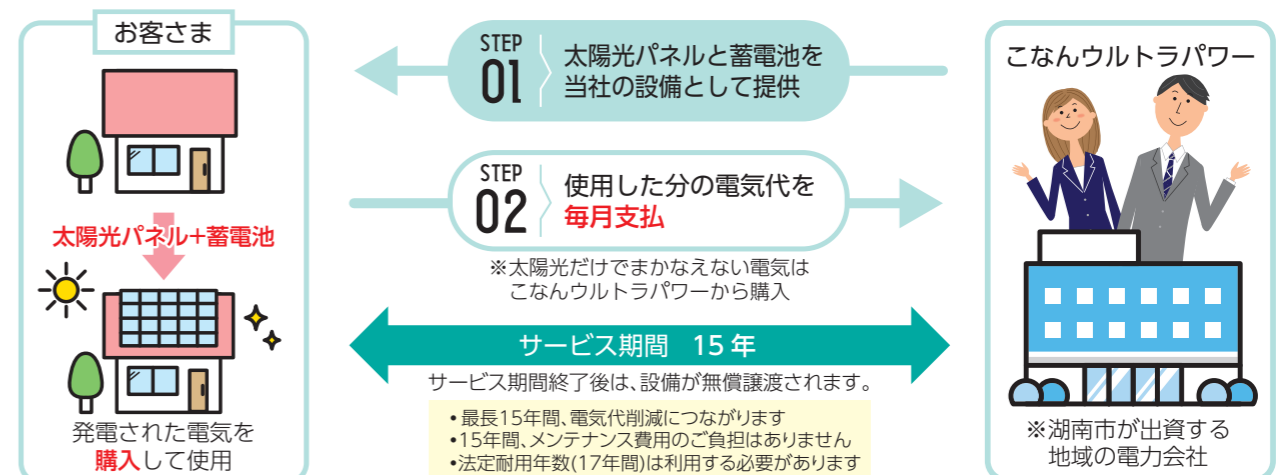 お客さま
太陽光パネル+蓄電池
発電された電気を
購入して使用
STEP
01
太陽光パネルと蓄電池を
当社の設備として提供
STEP
02
使用した分の電気代を
毎月支払
※太陽光だけでまかなえない電気は
こなんウルトラパワーから購入
サービス期間 15年
サービス期間終了後は、設備が無償譲渡されます。
•最長15年間、電気代削減につながります
•15年間、メンテナンス費用のご負担はありません
•法定耐用年数(17年間)は利用する必要があります
こなんウルトラパワー
※湖南市が出資する
地域の電力会社